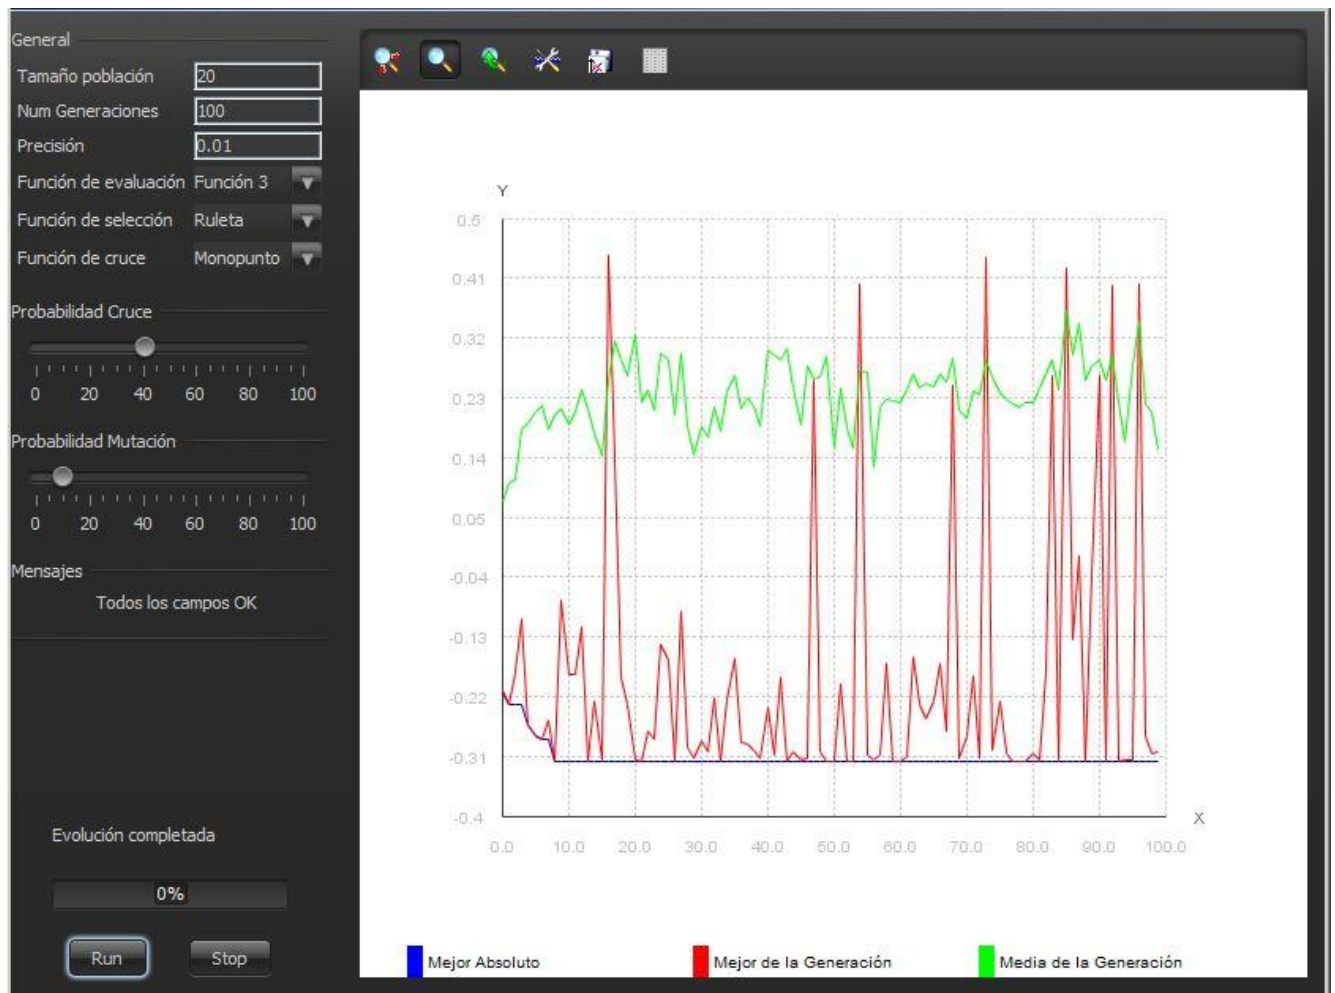 General
Tamaño población 20
Num Generaciones 100
Precisión 0.01
Función de evaluación Función 3
Función de selección Ruleta
Función de cruce Monopunto
Probabilidad Cruce
0 20 40 60 80 100
Probabilidad Mutación
0 20 40 60 80 100
Mensajes
Todos los campos OK
Evolución completada
0%
Run Stop
Y
0.5
0.41
0.32
0.23
0.14
0.05
-0.04
-0.13
-0.22
-0.31
-0.4
X
0.0 10.0 20.0 30.0 40.0 50.0 60.0 70.0 80.0 90.0 100.0
Mejor Absoluto Mejor de la Generación Media de la Generación